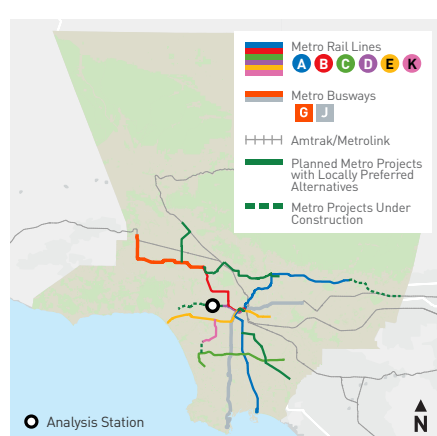 Metro Rail Lines
A B C D E K
Metro Busways
G J
Amtrak/Metrolink
Planned Metro Projects
with Locally Preferred
Alternatives
Metro Projects Under
Construction
Analysis Station
N